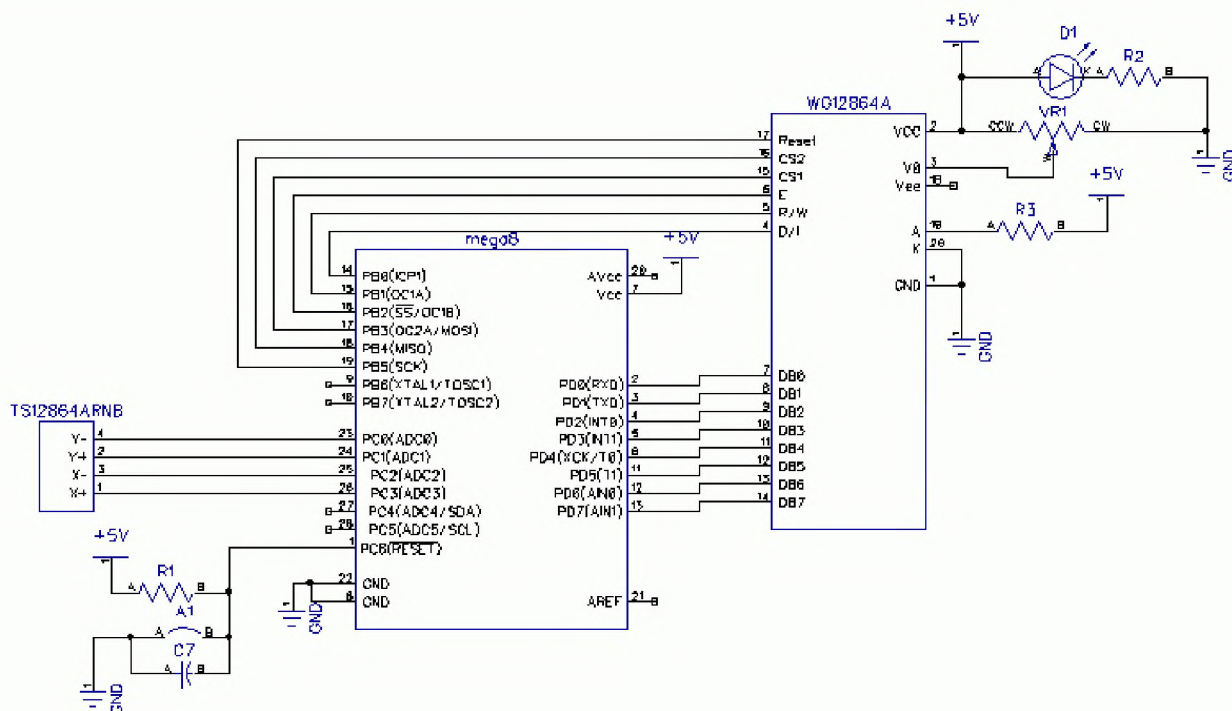 +5V
D1
A
K
A
R2
B
WG12864A
VR1
VCC 2
CCW
CW
W
17 Reset
16 CS2
15 CS1
6 E
5 R/W
4 D/I
V0 3
Vee 18
GND
+5V
R3
A
B
A 19
K 20
GND 1
GND
mega8
+5V
14 PB0(ICP1)
15 PB1(OC1A)
16 PB2(SS/OC1B)
17 PB3(OC2A/MOSI)
18 PB4(MISO)
19 PB5(SCK)
9 PB6(XTAL1/TOSC1)
10 PB7(XTAL2/TOSC2)
AVcc 20
Vcc 7
PD0(RXD) 2
PD1(TXD) 3
PD2(INT0) 4
PD3(INT1) 5
PD4(XCK/T0) 6
PD5(T1) 11
PD6(AIN0) 12
PD7(AIN1) 13
7 DB0
8 DB1
9 DB2
10 DB3
11 DB4
12 DB5
13 DB6
14 DB7
TS12864ARNB
Y- 4
Y+ 2
X- 3
X+ 1
23 PC0(ADC0)
24 PC1(ADC1)
25 PC2(ADC2)
26 PC3(ADC3)
27 PC4(ADC4/SDA)
28 PC5(ADC5/SCL)
1 PC6(RESET)
22 GND
8 GND
AREF 21
GND
+5V
R1
A
B
A1
A
B
C7
A
B
GND